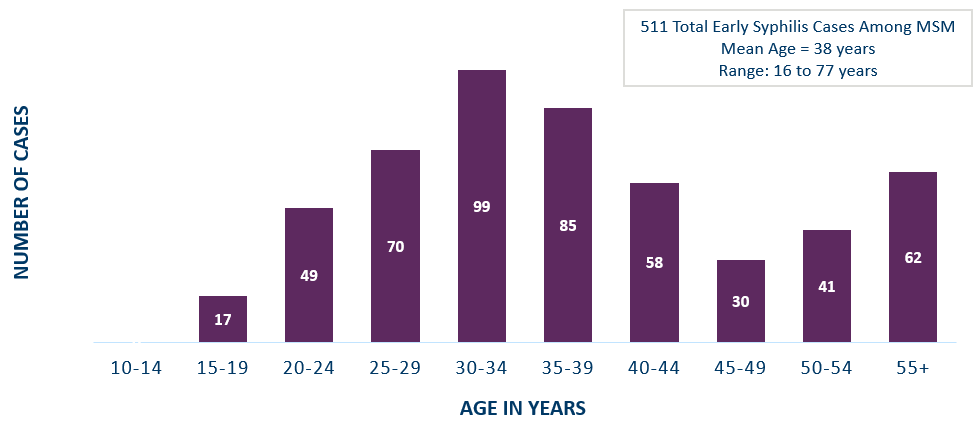 511 Total Early Syphilis Cases Among MSM
Mean Age = 38 years
Range: 16 to 77 years
NUMBER OF CASES
17
49
70
99
85
58
30
41
62
10-14 15-19 20-24 25-29 30-34 35-39 40-44 45-49 50-54 55+
AGE IN YEARS